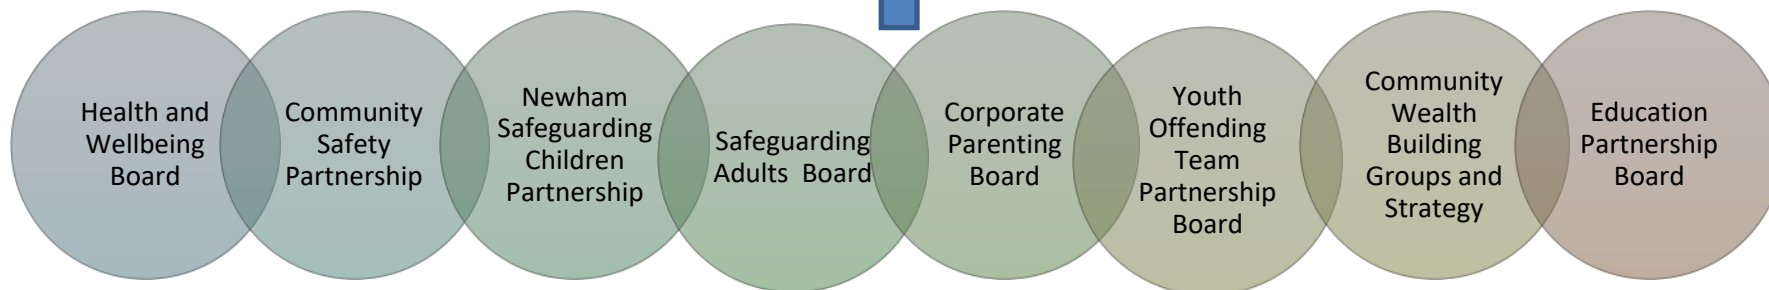 Health and
Wellbeing
Board
Community
Safety
Partnership
Newham
Safeguarding
Children
Partnership
Safeguarding
Adults Board
Corporate
Parenting
Board
Youth
Offending
Team
Partnership
Board
Community
Wealth
Building
Groups and
Strategy
Education
Partnership
Board